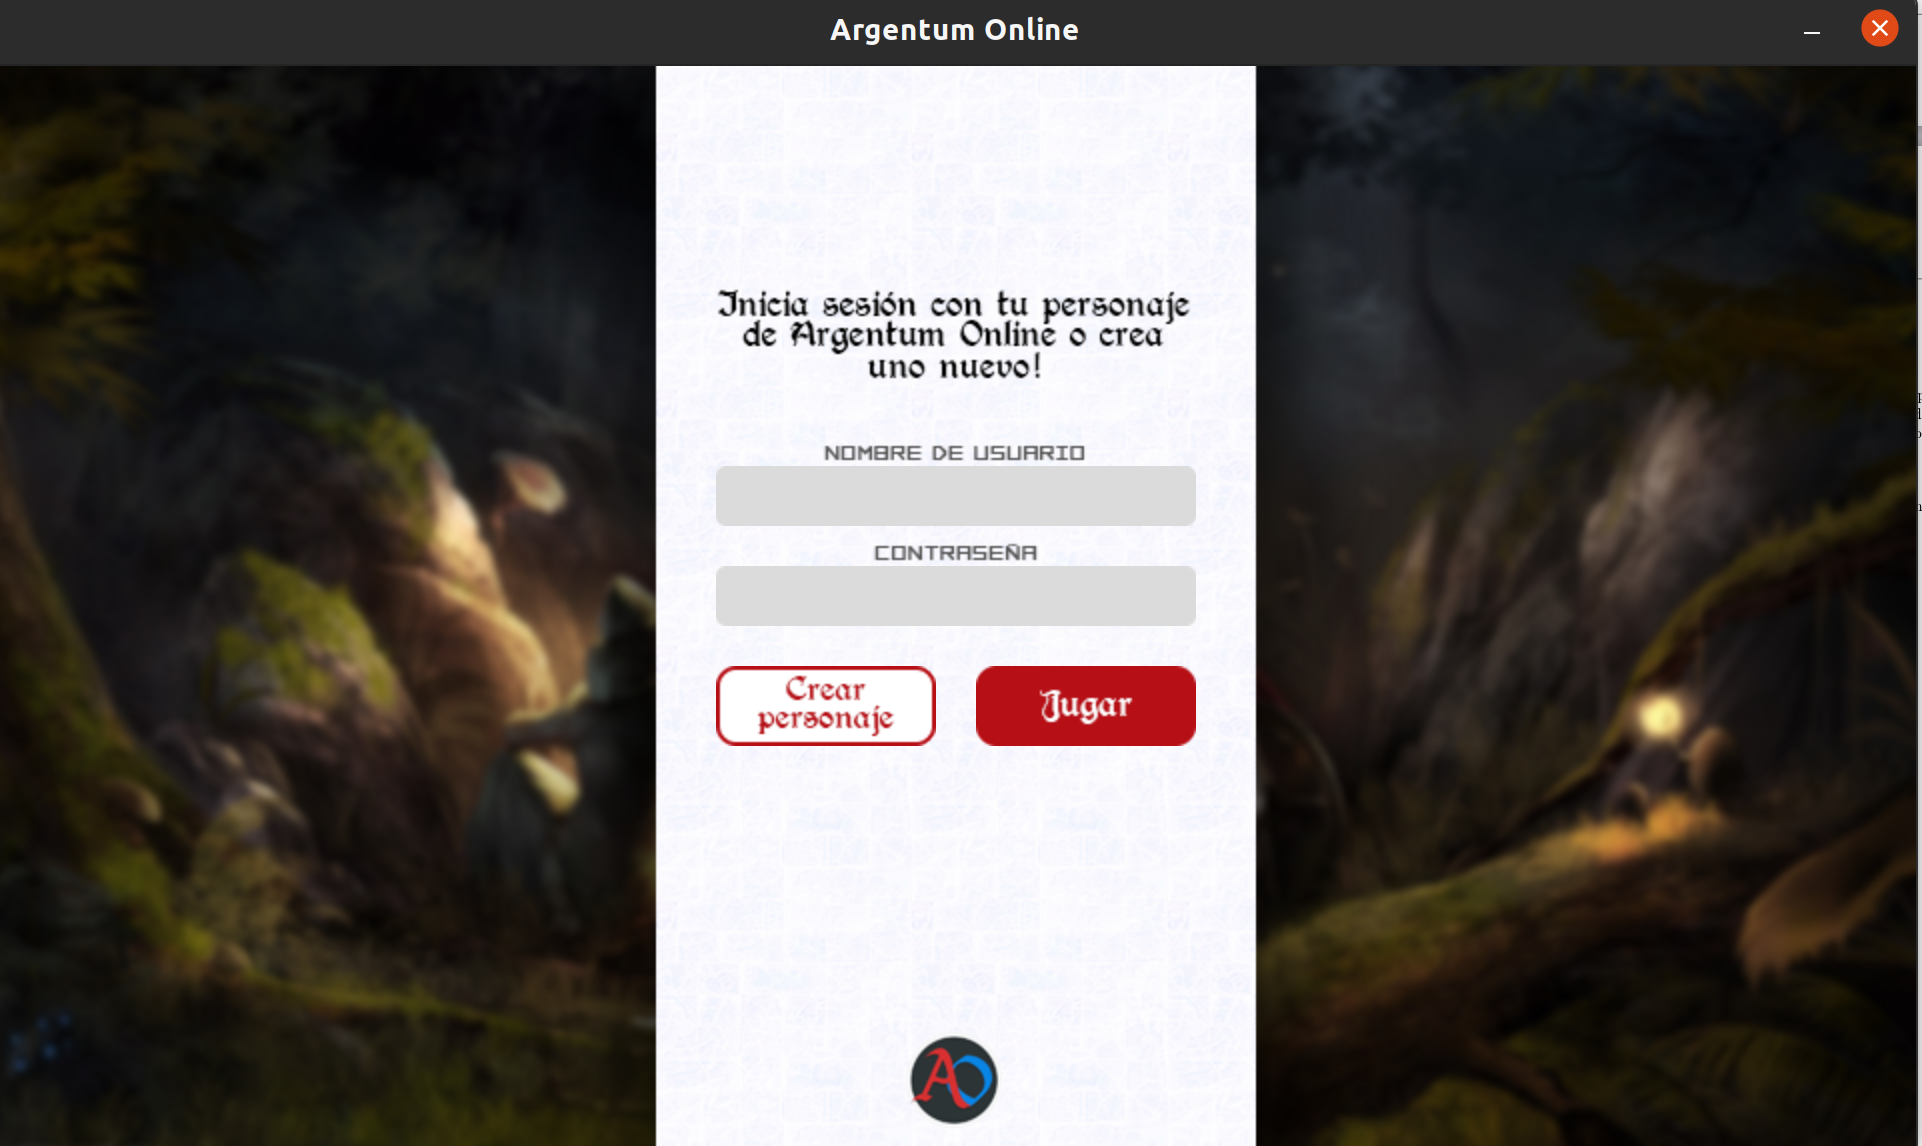 Argentum Online
Inicia sesión con tu personaje
de Argentum Online o crea
uno nuevo!
NOMBRE DE USUARIO
CONTRASEÑA
Crear
personaje
Jugar
AO